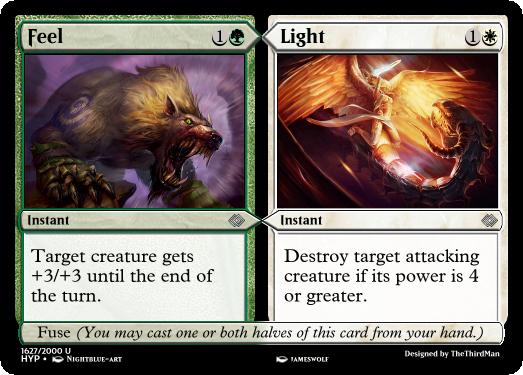 Feel 1
Light 1
Instant
Instant
Target creature gets
+3/+3 until the end of
the turn.
Destroy target attacking
creature if its power is 4
or greater.
Fuse (You may cast one or both halves of this card from your hand.)
1627/2000 U
HYP • NIGHTBLUE-ART
JAMESWOLF
Designed by TheThirdMan